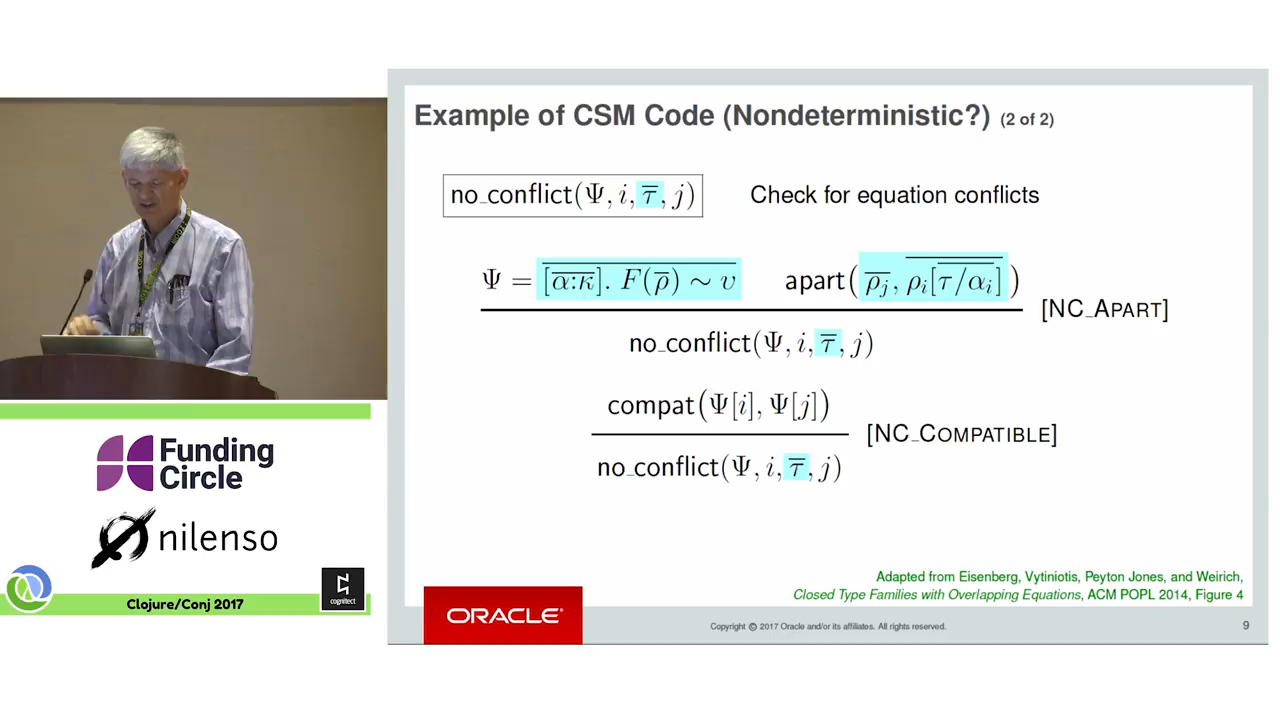 Example of CSM Code (Nondeterministic?) (2 of 2)
no_conflict(Ψ, i, τ̅, j) Check for equation conflicts
Ψ = [α:κ]. F(ρ) ∼ υ apart(ρⱼ, ρᵢ[τ/αᵢ]) [NC_APART]
no_conflict(Ψ, i, τ̅, j)
compat(Ψ[i], Ψ[j])
[NC_COMPATIBLE]
no_conflict(Ψ, i, τ̅, j)
Adapted from Eisenberg, Vytiniotis, Peyton Jones, and Weirich,
Closed Type Families with Overlapping Equations, ACM POPL 2014, Figure 4
ORACLE®
Copyright © 2017 Oracle and/or its affiliates. All rights reserved.
9
Funding
Circle
nilenso
Clojure/Conj 2017
cognitect